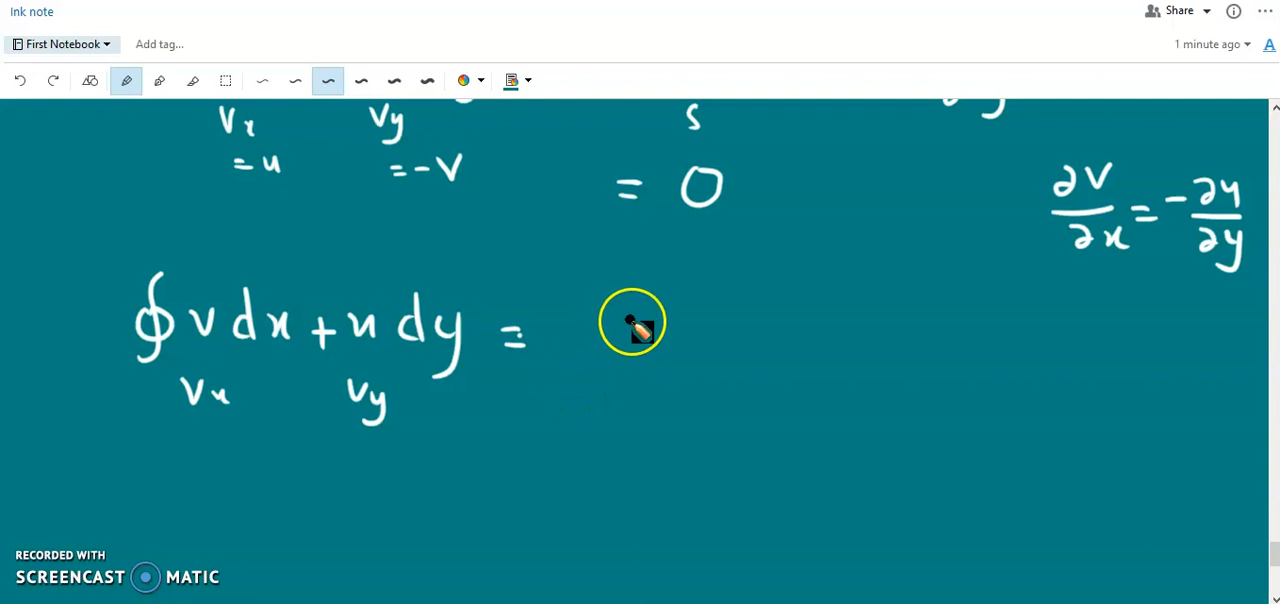 Ink note
Share
First Notebook
Add tag...
1 minute ago
A
Vx Vy s
= u = - V
= 0
∂V/∂x = - ∂u/∂y
∮ v dx + u dy =
Vx Vy
RECORDED WITH
SCREENCAST MATIC